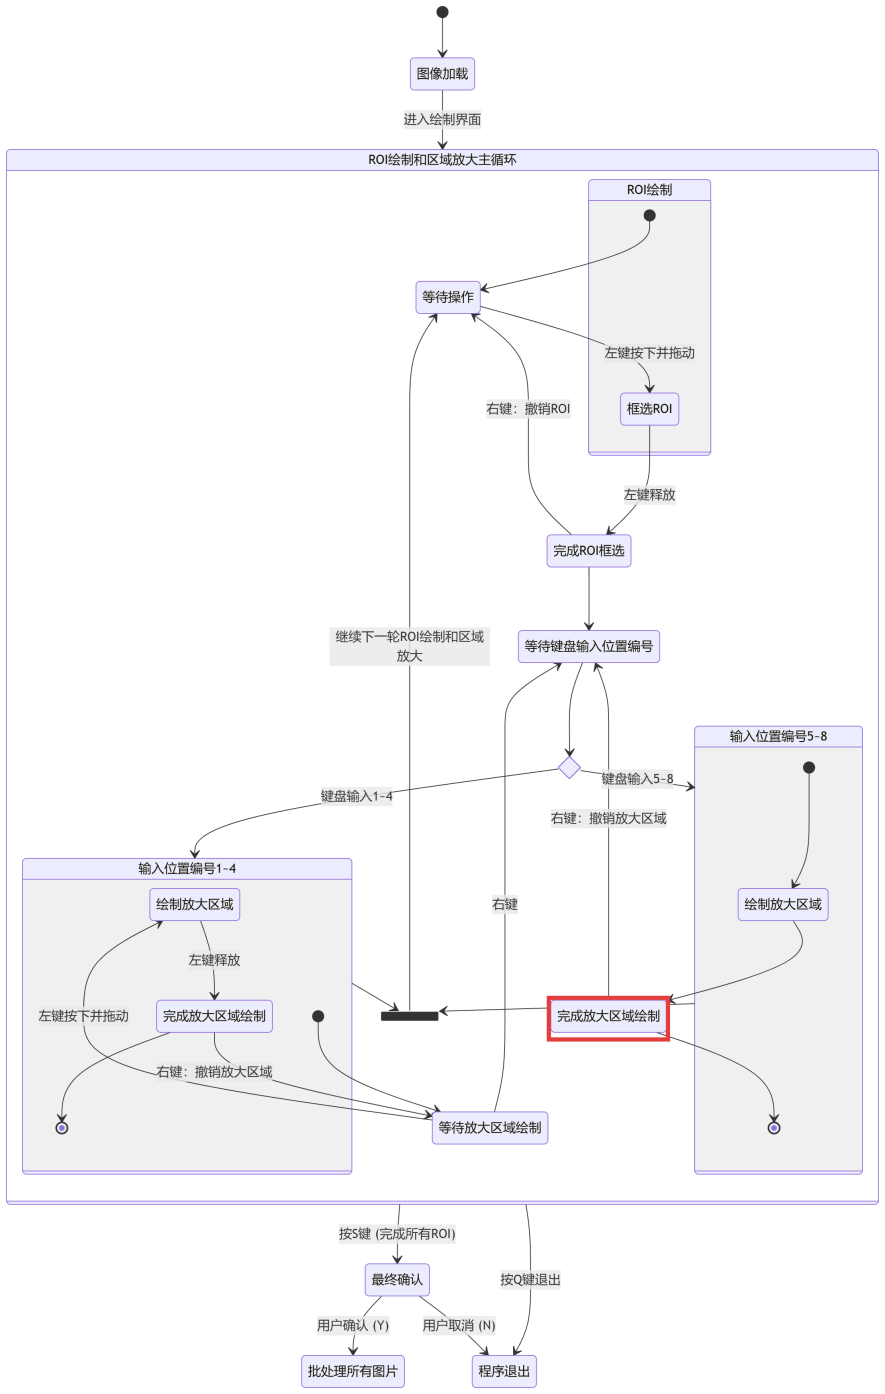 图像加载
进入绘制界面
ROI绘制和区域放大主循环
ROI绘制
等待操作
左键按下并拖动
框选ROI
右键：撤销ROI
左键释放
完成ROI框选
继续下一轮ROI绘制和区域
放大
等待键盘输入位置编号
输入位置编号5~8
键盘输入5~8
键盘输入1~4
右键：撤销放大区域
输入位置编号1~4
绘制放大区域
右键
绘制放大区域
左键释放
左键按下并拖动
完成放大区域绘制
完成放大区域绘制
右键：撤销放大区域
等待放大区域绘制
按S键 (完成所有ROI)
最终确认
按Q键退出
用户确认 (Y)
用户取消 (N)
批处理所有图片
程序退出